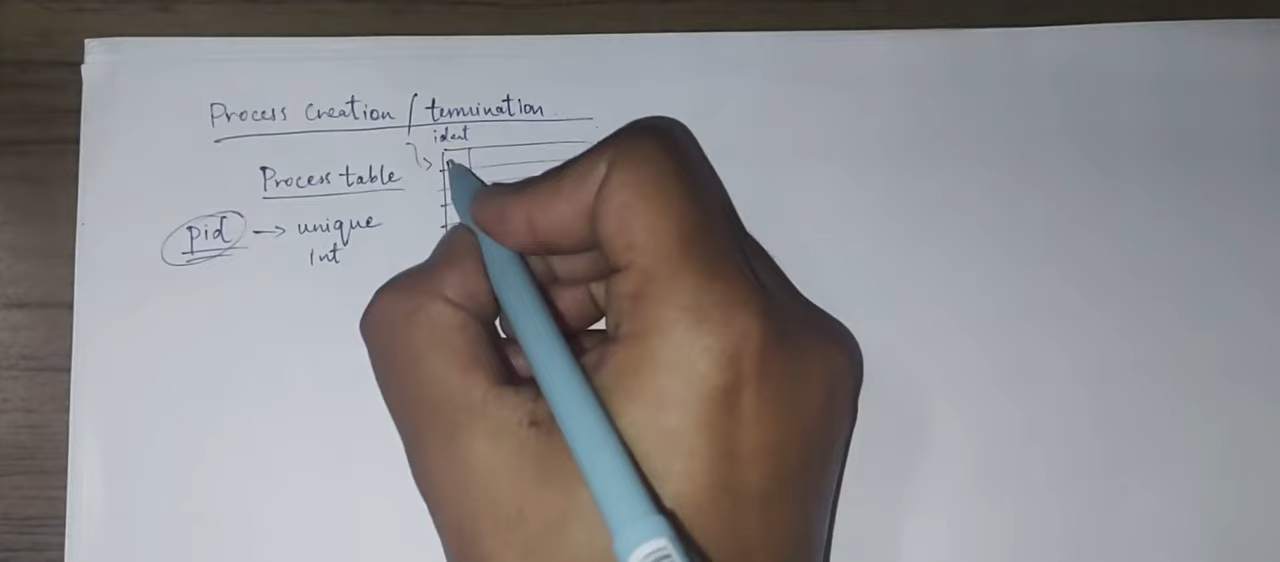 Process Creation / termination
ident
Process table
pid → unique
int